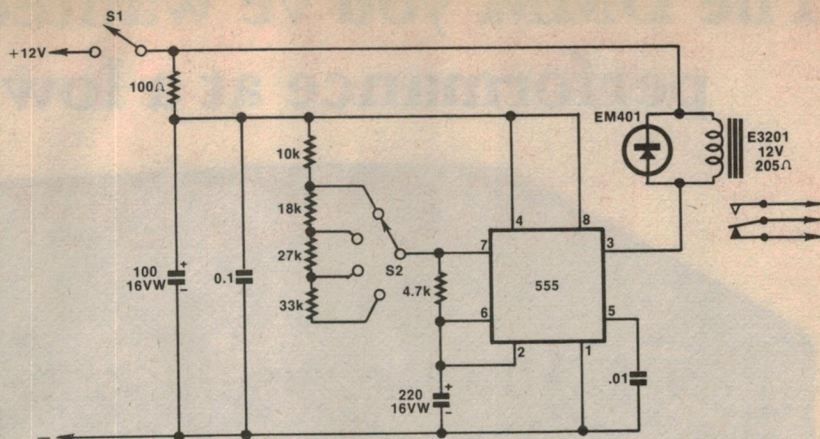 S1
+12V
100Ω
EM401
E3201
12V
205Ω
10k
18k
27k
33k
S2
4.7k
100
16VW
+
-
0.1
4
8
7
3
6
555
5
2
1
.01
220
16VW
+
-
-